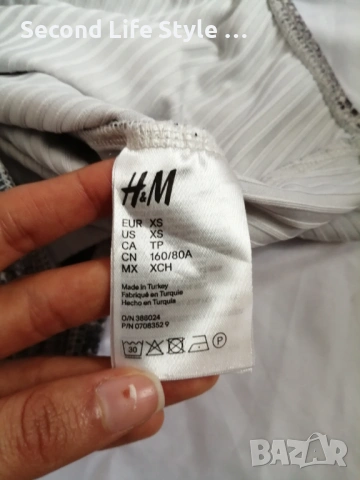 Second Life Style ...
H&M
EUR XS
US XS
CA TP
CN 160/80A
MX XCH
Made in Turkey
Fabriqué en Turquie
Hecho en Turquía
O/N 388024
P/N 0708352 9
30
P
BAZAR